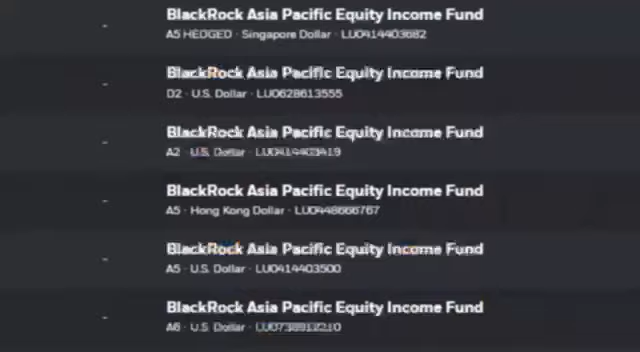 BlackRock Asia Pacific Equity Income Fund
A5 HEDGED · Singapore Dollar · LU0414403682
BlackRock Asia Pacific Equity Income Fund
D2 · U.S. Dollar · LU0628613555
BlackRock Asia Pacific Equity Income Fund
A2 · U.S. Dollar · LU0414403419
BlackRock Asia Pacific Equity Income Fund
A5 · Hong Kong Dollar · LU0448666767
BlackRock Asia Pacific Equity Income Fund
A5 · U.S. Dollar · LU0414403500
BlackRock Asia Pacific Equity Income Fund
A6 · U.S. Dollar ·